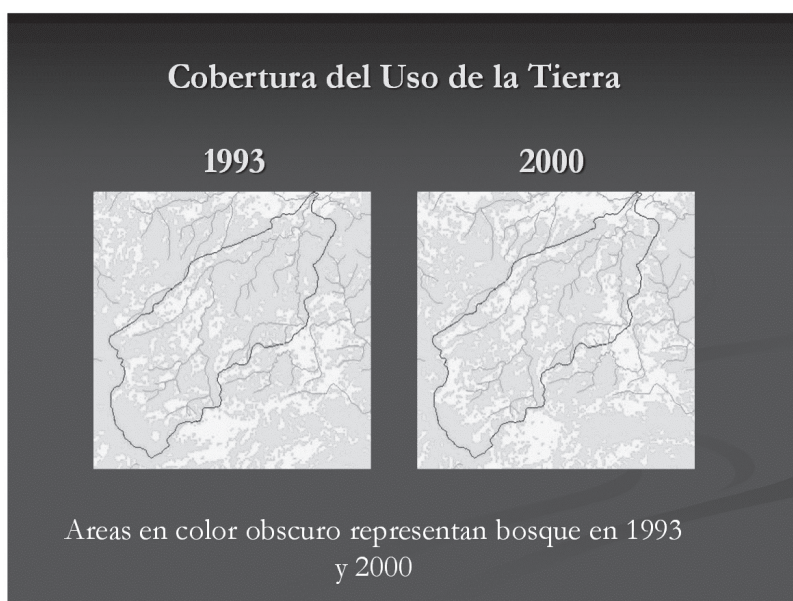 Cobertura del Uso de la Tierra
1993
2000
Areas en color obscuro representan bosque en 1993
y 2000